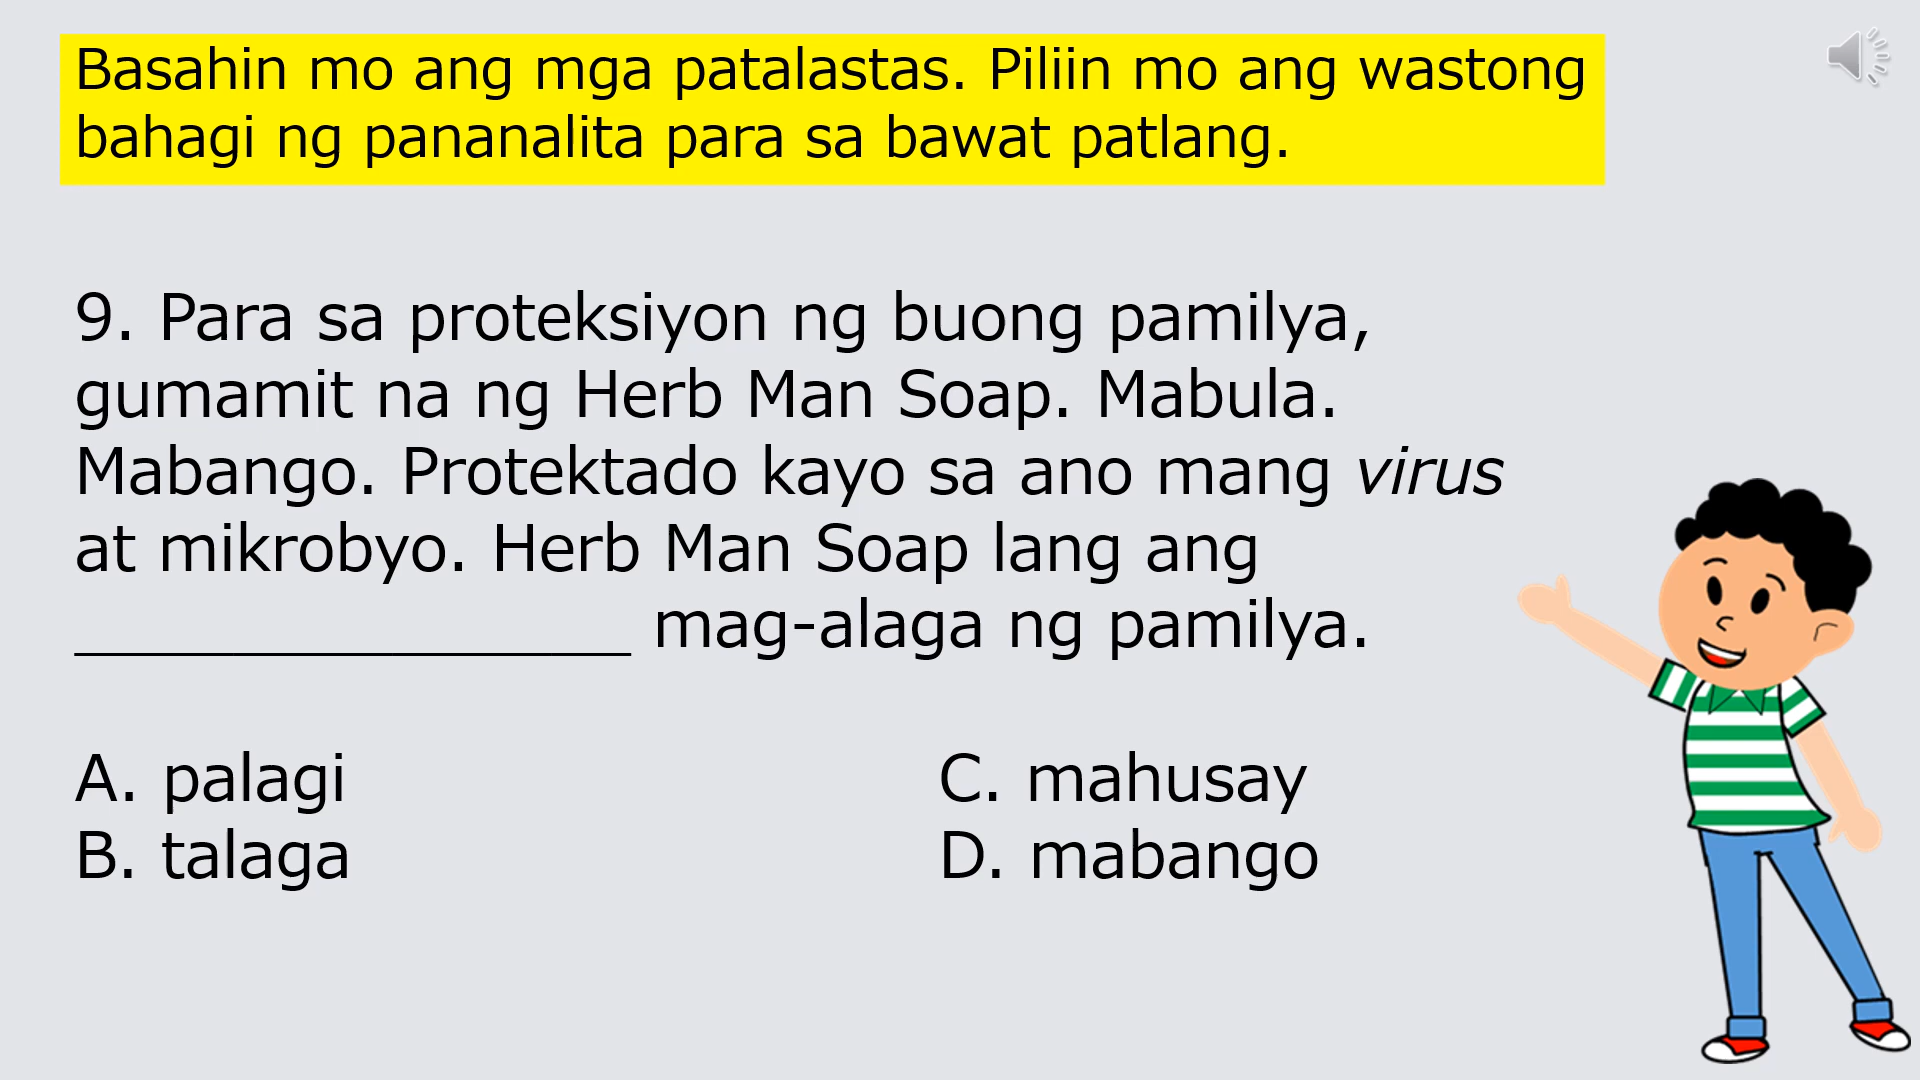 Basahin mo ang mga patalastas. Piliin mo ang wastong
bahagi ng pananalita para sa bawat patlang.
9. Para sa proteksiyon ng buong pamilya,
gumamit na ng Herb Man Soap. Mabula.
Mabango. Protektado kayo sa ano mang virus
at mikrobyo. Herb Man Soap lang ang
_________________ mag-alaga ng pamilya.
A. palagi
B. talaga
C. mahusay
D. mabango